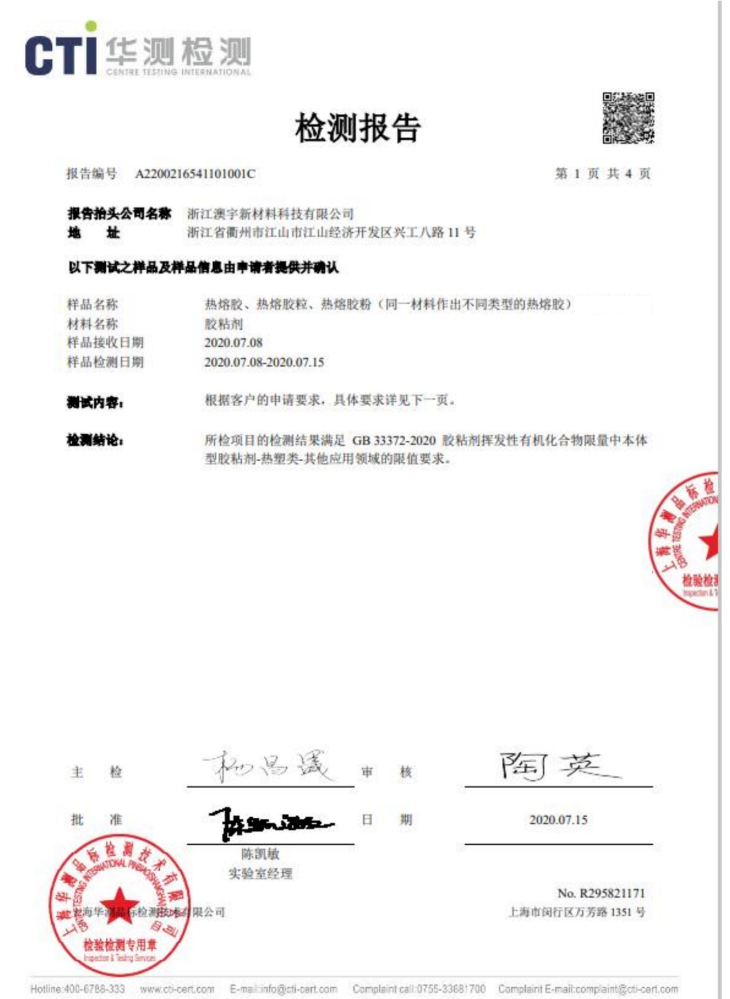 CTI 华测检测
CENTRE TESTING INTERNATIONAL
检测报告
报告编号 A2200216541101001C 第 1 页 共 4 页
报告抬头公司名称 浙江澳宇新材料科技有限公司
地 址 浙江省衢州市江山市江山经济开发区兴工八路 11 号
以下测试之样品及样品信息由申请者提供并确认
样品名称 热熔胶、热熔胶粒、热熔胶粉（同一材料作出不同类型的热熔胶）
材料名称 胶粘剂
样品接收日期 2020.07.08
样品检测日期 2020.07.08-2020.07.15
测试内容： 根据客户的申请要求，具体要求详见下一页。
检测结论： 所检项目的检测结果满足 GB 33372-2020 胶粘剂挥发性有机化合物限量中本体
型胶粘剂-热塑类-其他应用领域的限值要求。
上海华测品标检
CENTRE TESTING INTERNATION
检验检测
Inspection & T
主 检 杨昌晟 审 核 陶英
批 准 日 期 2020.07.15
陈凯敏
实验室经理
上海华测品标检测技术有限公司
检验检测专用章
Inspection & Testing Services
No. R295821171
上海华测品标检测技术有限公司 上海市闵行区万芳路 1351 号
Hotline:400-6788-333 www.cti-cert.com E-mail:info@cti-cert.com Complaint call:0755-33681700 Complaint E-mail:complaint@cti-cert.com